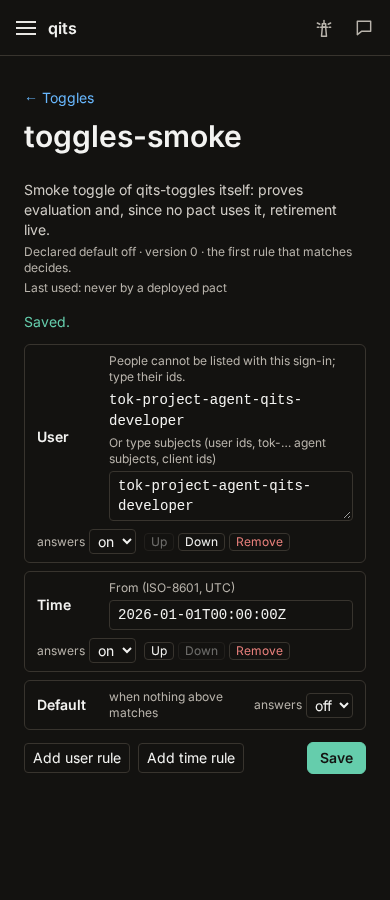 qits
← Toggles
toggles-smoke
Smoke toggle of qits-toggles itself: proves
evaluation and, since no pact uses it, retirement
live.
Declared default off · version 0 · the first rule that matches
decides.
Last used: never by a deployed pact
Saved.
People cannot be listed with this sign-in;
type their ids.
tok-project-agent-qits-
developer
User
Or type subjects (user ids, tok-… agent
subjects, client ids)
tok-project-agent-qits-
developer
answers on Up Down Remove
From (ISO-8601, UTC)
Time
2026-01-01T00:00:00Z
answers on Up Down Remove
Default when nothing above
matches
answers off
Add user rule Add time rule Save